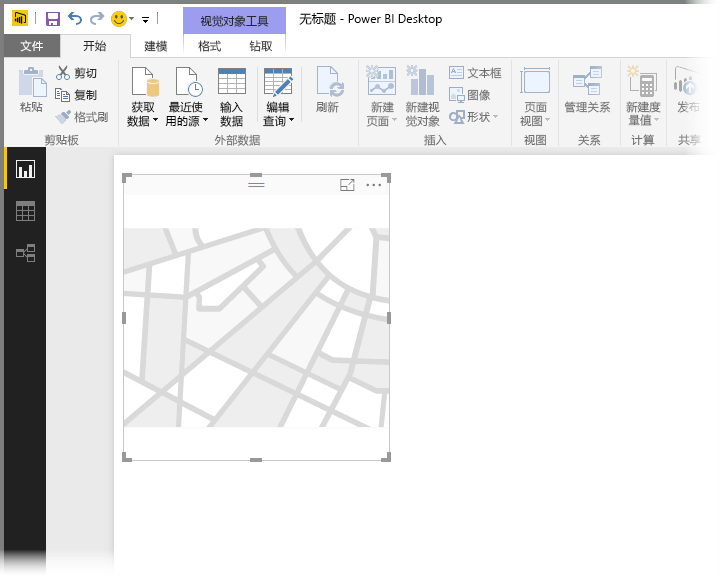 视觉对象工具
无标题 - Power BI Desktop
文件
开始
建模
格式
钻取
粘贴
剪切
复制
格式刷
剪贴板
获取
数据
最近使
用的源
输入
数据
编辑
查询
外部数据
刷新
新建
页面
新建视
觉对象
文本框
图像
形状
插入
页面
视图
视图
管理关系
关系
新建度
量值
计算
发布
共享